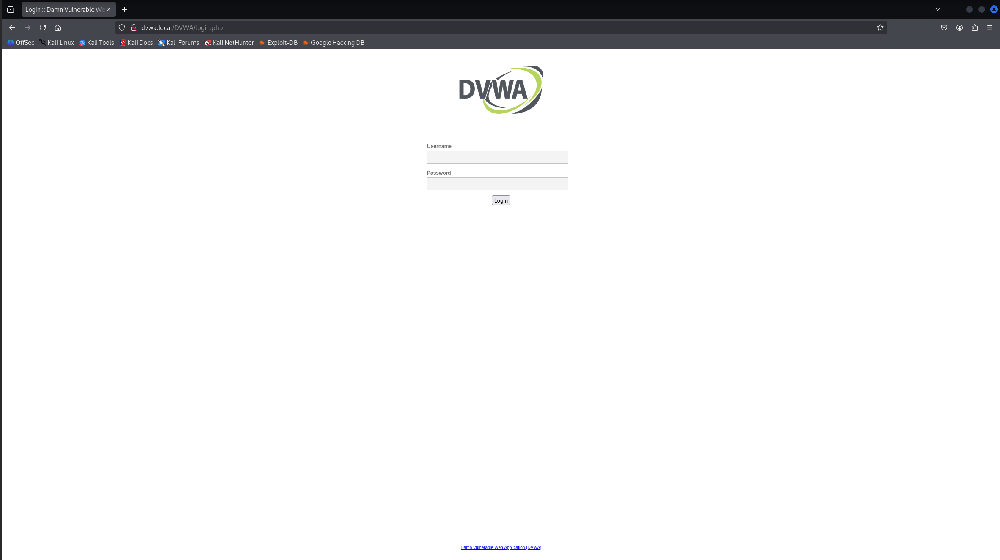 Login :: Damn Vulnerable We
dvwa.local/DVWA/login.php
OffSec Kali Linux Kali Tools Kali Docs Kali Forums Kali NetHunter Exploit-DB Google Hacking DB
DVWA
Username
Password
Login
Damn Vulnerable Web Application (DVWA)